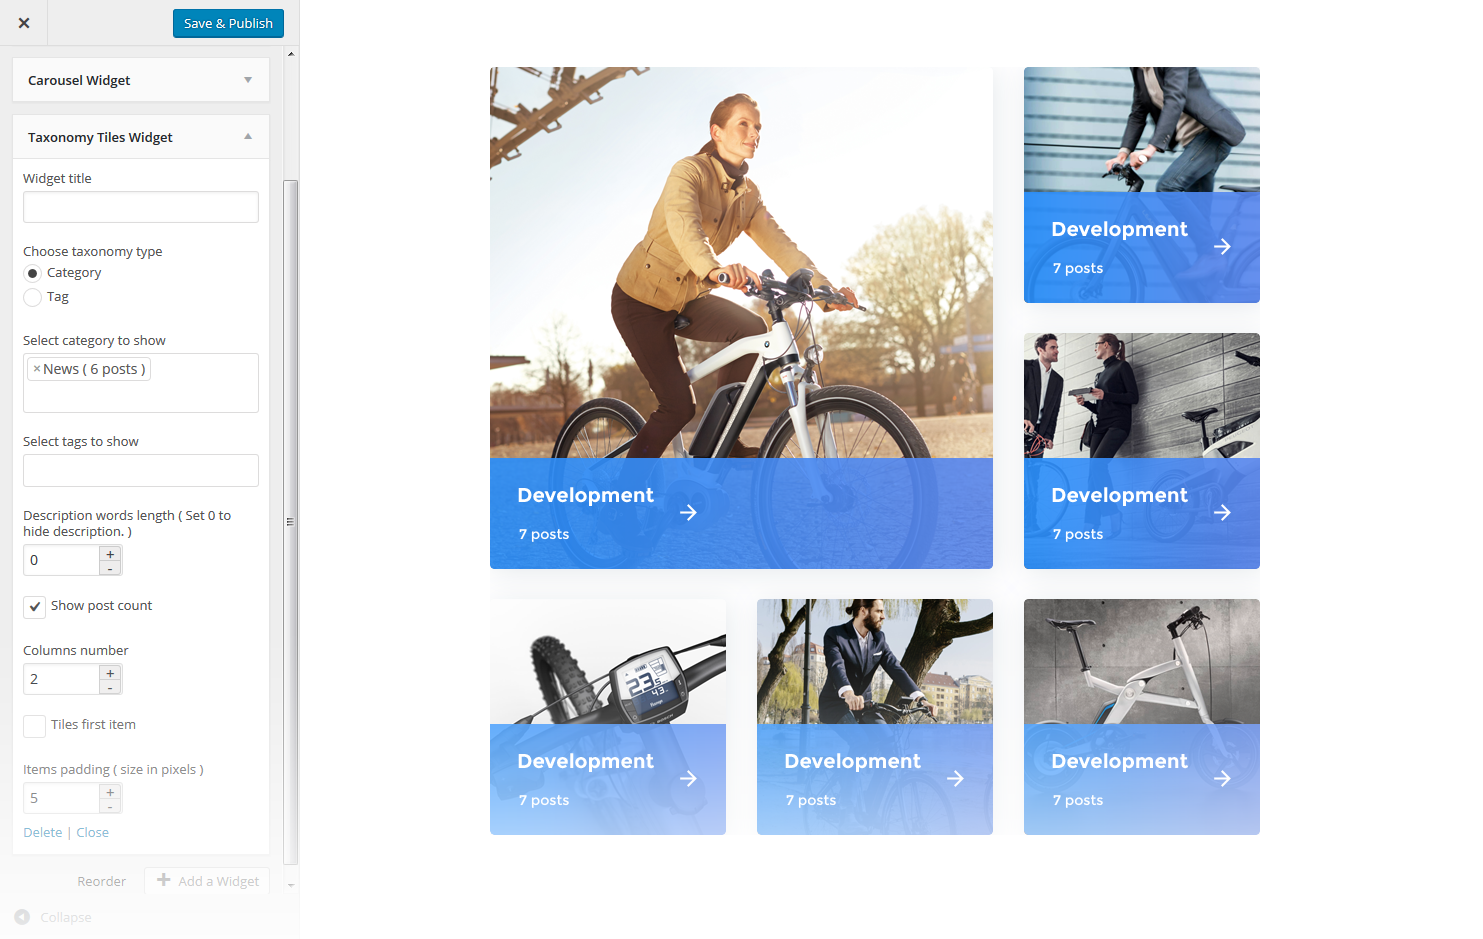 Save & Publish
Carousel Widget
Taxonomy Tiles Widget
Widget title
Choose taxonomy type
Category
Tag
Select category to show
×News ( 6 posts )
Select tags to show
Description words length ( Set 0 to
hide description. )
0
+
-
Show post count
Columns number
2
+
-
Tiles first item
Items padding ( size in pixels )
5
+
-
Delete | Close
Reorder
Add a Widget
Collapse
Development
7 posts
Development
7 posts
Development
7 posts
23.5
43.
Development
7 posts
Development
7 posts
Development
7 posts